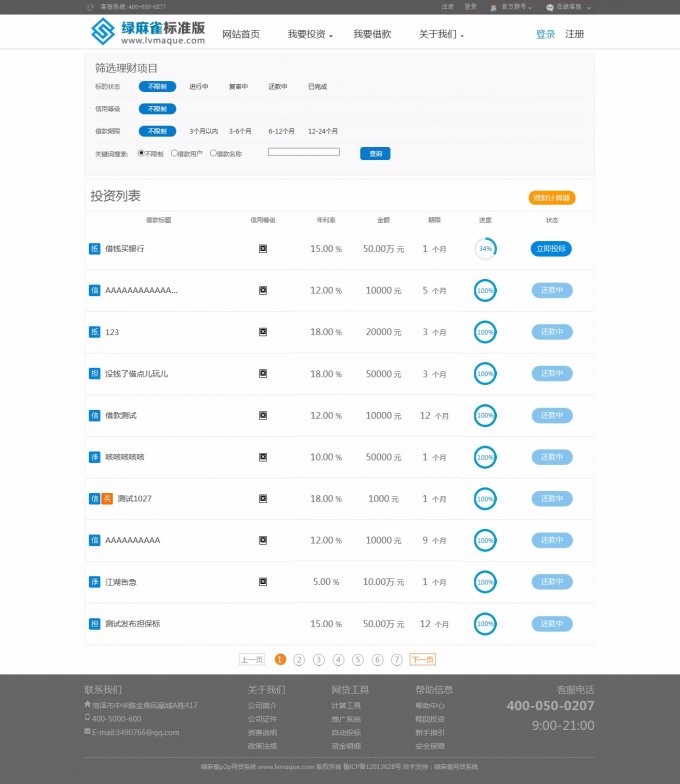 客服热线:400-050-0277 注册 登录 官方群号 在线客服
绿麻雀标准版
www.lvmaque.com
网站首页 我要投资 我要借款 关于我们 登录 注册
筛选理财项目
标的状态 不限制 进行中 复审中 还款中 已完成
信用等级 不限制
借款期限 不限制 3个月以内 3-6个月 6-12个月 12-24个月
关键词搜索: 不限制 借款用户 借款名称 查询
投资列表 理财计算器
借款标题 信用等级 年利率 金额 期限 进度 状态
抵 借钱买银行 15.00 % 50.00万 元 1 个月 34% 立即投标
信 AAAAAAAAAAAA... 12.00 % 10000 元 5 个月 100% 还款中
抵 123 18.00 % 20000 元 3 个月 100% 还款中
担 没钱了借点儿玩儿 18.00 % 50000 元 3 个月 100% 还款中
信 借款测试 12.00 % 10000 元 12 个月 100% 还款中
净 咳咳咳咳咳 10.00 % 50000 元 1 个月 100% 还款中
信 奖 测试1027 18.00 % 1000 元 1 个月 100% 还款中
信 AAAAAAAAAA 12.00 % 10000 元 9 个月 100% 还款中
净 江湖告急 5.00 % 10.00万 元 1 个月 100% 还款中
担 测试发布担保标 15.00 % 50.00万 元 12 个月 100% 还款中
上一页 1 2 3 4 5 6 7 下一页
联系我们 关于我们 网贷工具 帮助信息 客服电话
菏泽市中华路金鼎凤凰城A栋417 公司简介 计算工具 帮助中心 400-050-0207
400-5000-600 公司证件 推广系统 赎回投资
E-mail:3490766@qq.com 资费说明 自动投标 新手指引 9:00-21:00
政策法规 资金明细 安全保障
绿麻雀p2p网贷系统 www.lvmaque.com 版权所有 鲁ICP备12013628号 技术支持：绿麻雀网贷系统